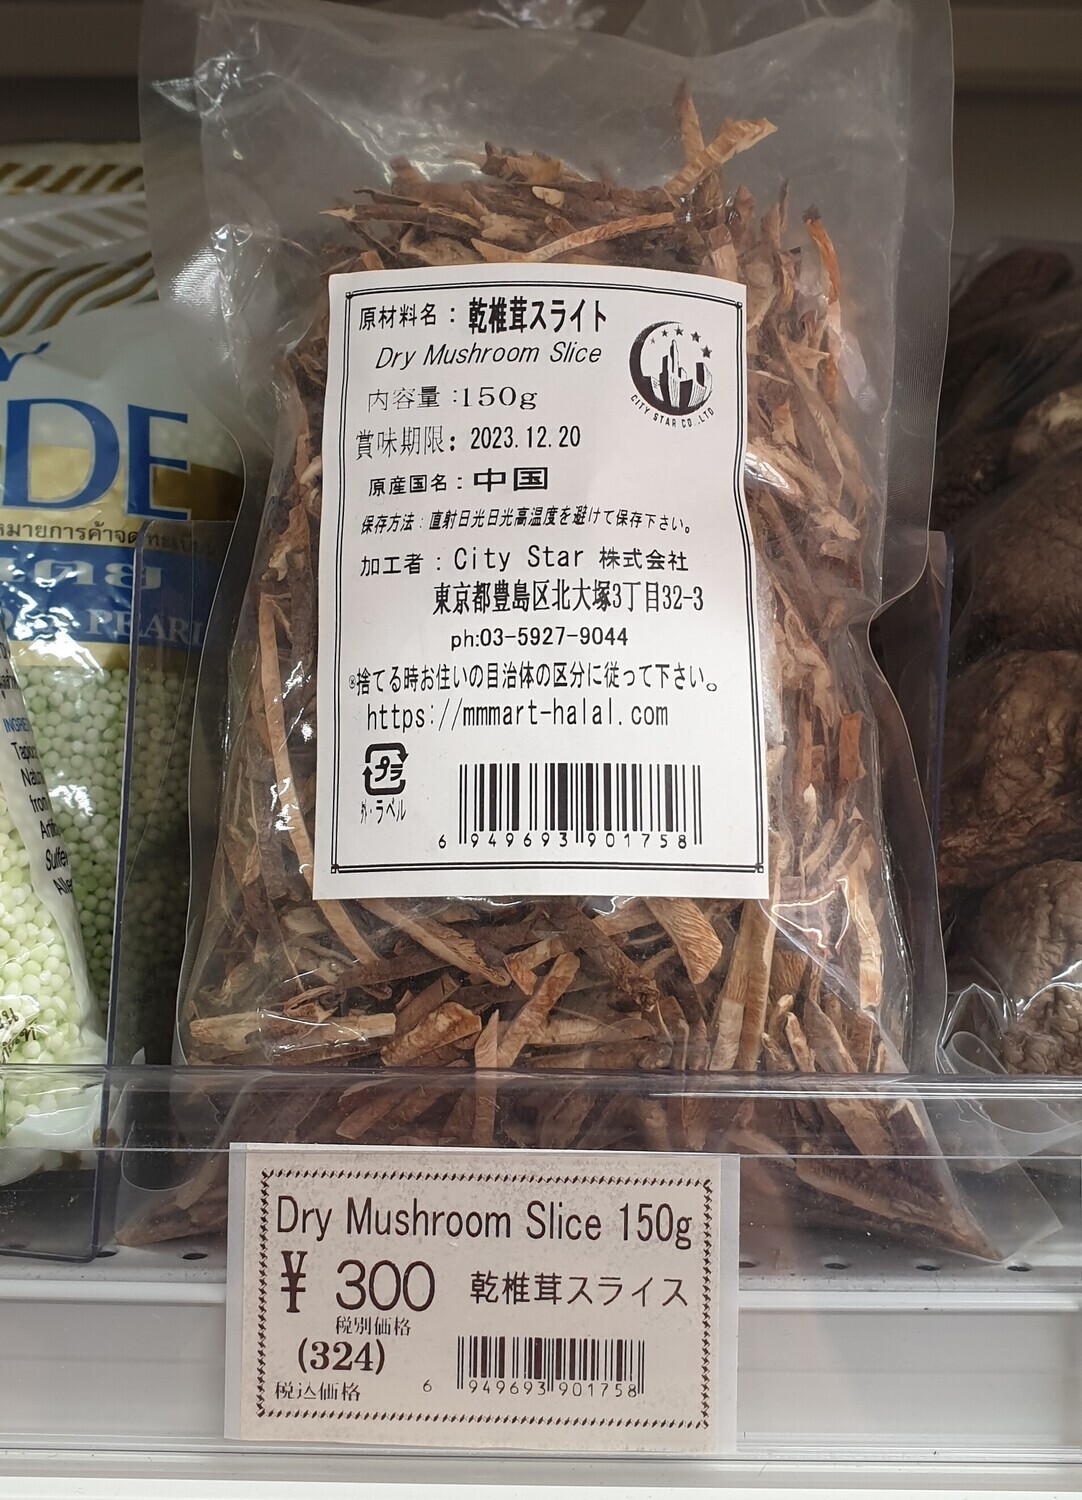 原材料名：乾椎茸スライト
Dry Mushroom Slice
CITY STAR CO.,LTD
内容量：150g
賞味期限：2023.12.20
原産国名：中国
保存方法：直射日光日光高温度を避けて保存下さい。
加工者：City Star 株式会社
東京都豊島区北大塚3丁目32-3
ph:03-5927-9044
※捨てる時お住いの目治体の区分に従って下さい。
https://mmmart-halal.com
プラ
外・ラベル
6 949693 901758
DE
PEARL
INGRE
Dry Mushroom Slice 150g
¥ 300 乾椎茸スライス
税別価格
(324)
税込価格
6 949693 901758